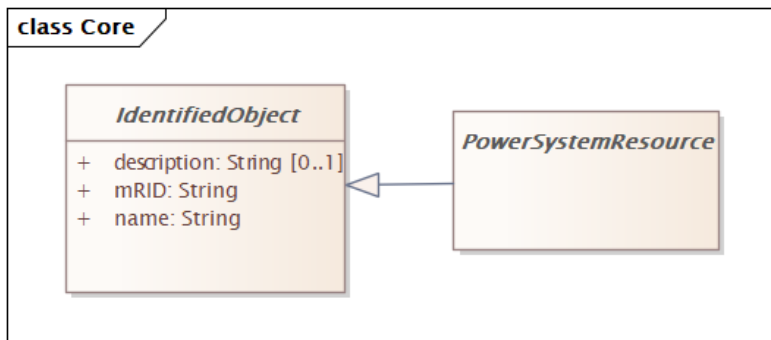 class Core
IdentifiedObject
+ description: String [0..1]
+ mRID: String
+ name: String
PowerSystemResource